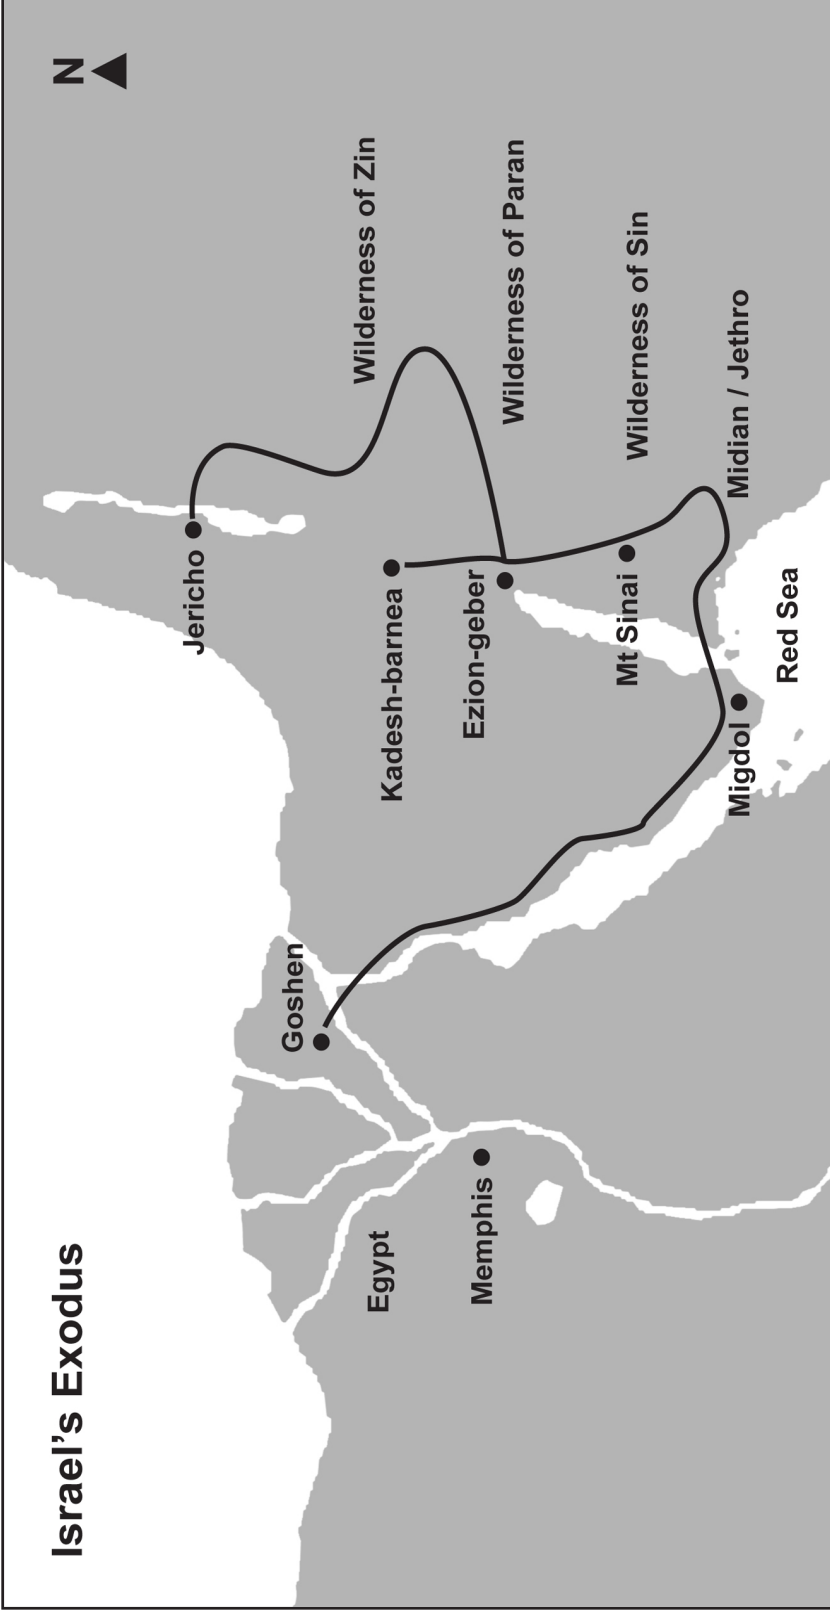 Israel's Exodus
N
Jericho
Goshen
Wilderness of Zin
Egypt
Kadesh-barnea
Memphis
Ezion-geber
Wilderness of Paran
Mt Sinai
Wilderness of Sin
Migdol
Midian / Jethro
Red Sea